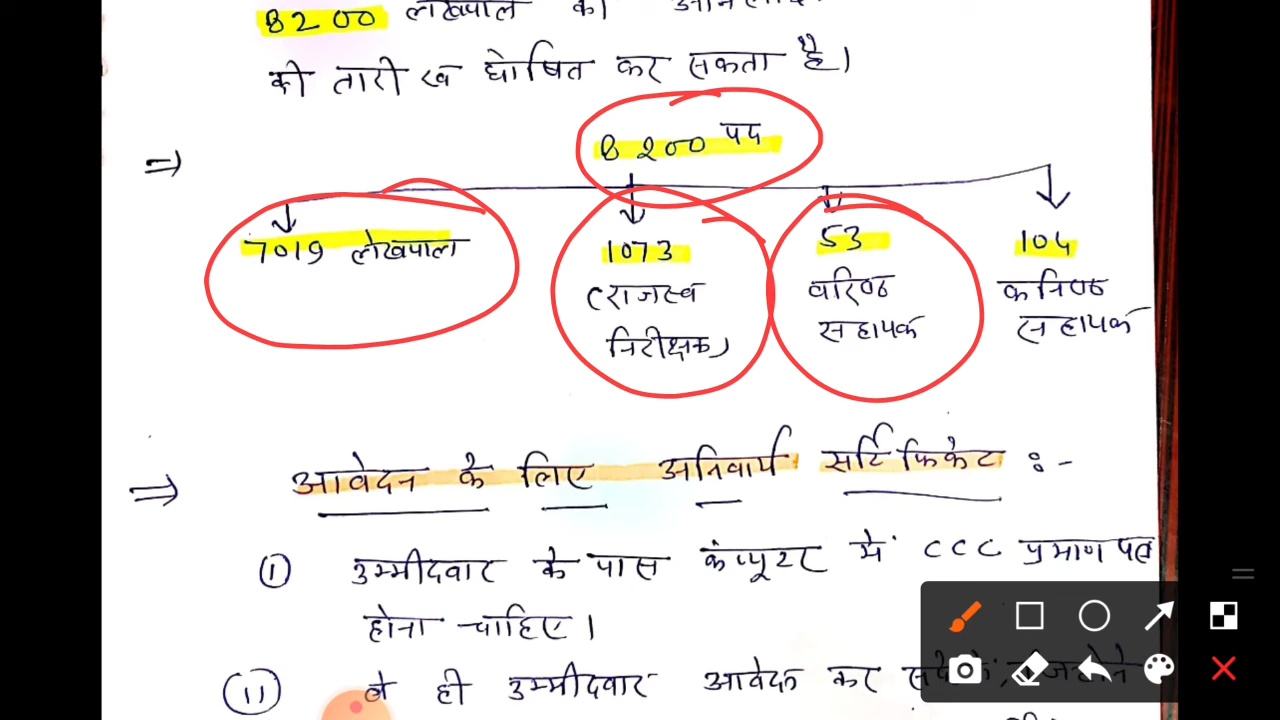 8200 लेखपाल की
की तारीख घोषित कर सकता है।
⇒ 8200 पद
7019 लेखपाल 1073 53 104
(राजस्व वरिष्ठ कनिष्ठ
निरीक्षक) सहायक सहायक
⇒ आवेदन के लिए अनिवार्य सर्टिफिकेट :-
(i) उम्मीदवार के पास कंप्यूटर में CCC प्रमाण पत्र
होना चाहिए।
(ii) वे ही उम्मीदवार आवेदन कर